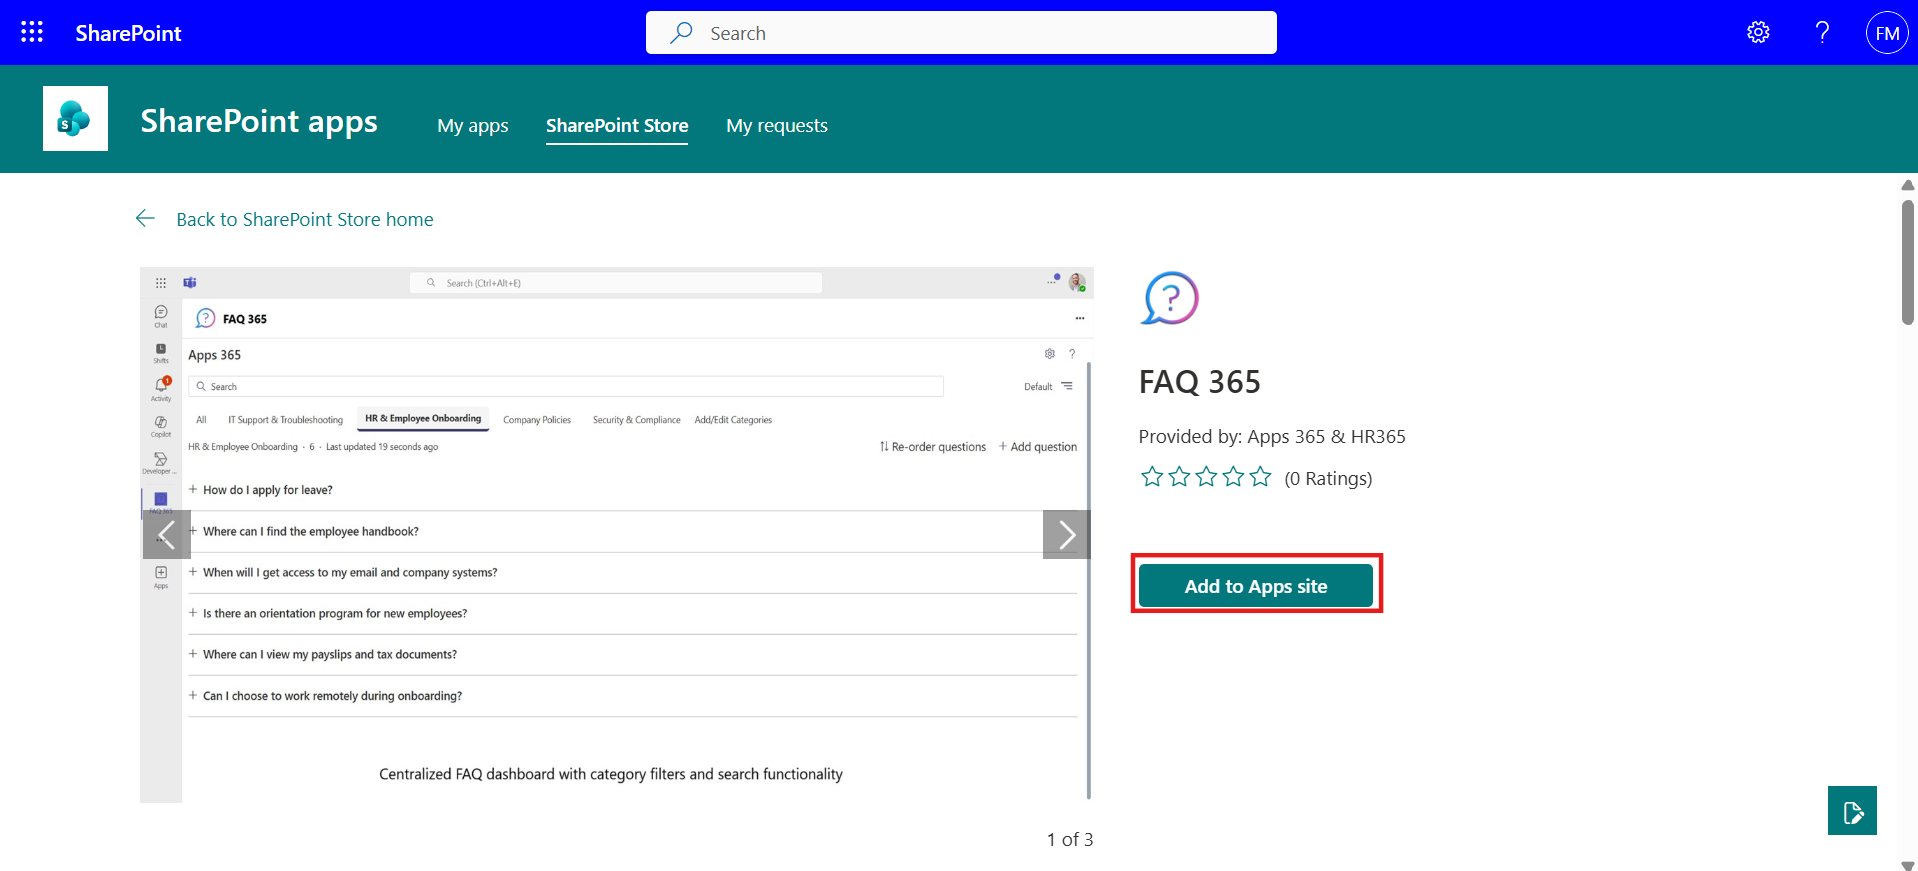 SharePoint
Search
?
FM
S
SharePoint apps
My apps
SharePoint Store
My requests
Back to SharePoint Store home
Search (Ctrl+Alt+E)
...
Chat
FAQ 365
...
Shifts
Apps 365
?
1
Activity
Search
Default
Copilot
All
IT Support & Troubleshooting
HR & Employee Onboarding
Company Policies
Security & Compliance
Add/Edit Categories
HR & Employee Onboarding · 6 · Last updated 19 seconds ago
Re-order questions
+ Add question
Developer ...
+ How do I apply for leave?
FAQ 365
+ Where can I find the employee handbook?
+ When will I get access to my email and company systems?
Apps
+ Is there an orientation program for new employees?
+ Where can I view my payslips and tax documents?
+ Can I choose to work remotely during onboarding?
Centralized FAQ dashboard with category filters and search functionality
1 of 3
?
FAQ 365
Provided by: Apps 365 & HR365
(0 Ratings)
Add to Apps site